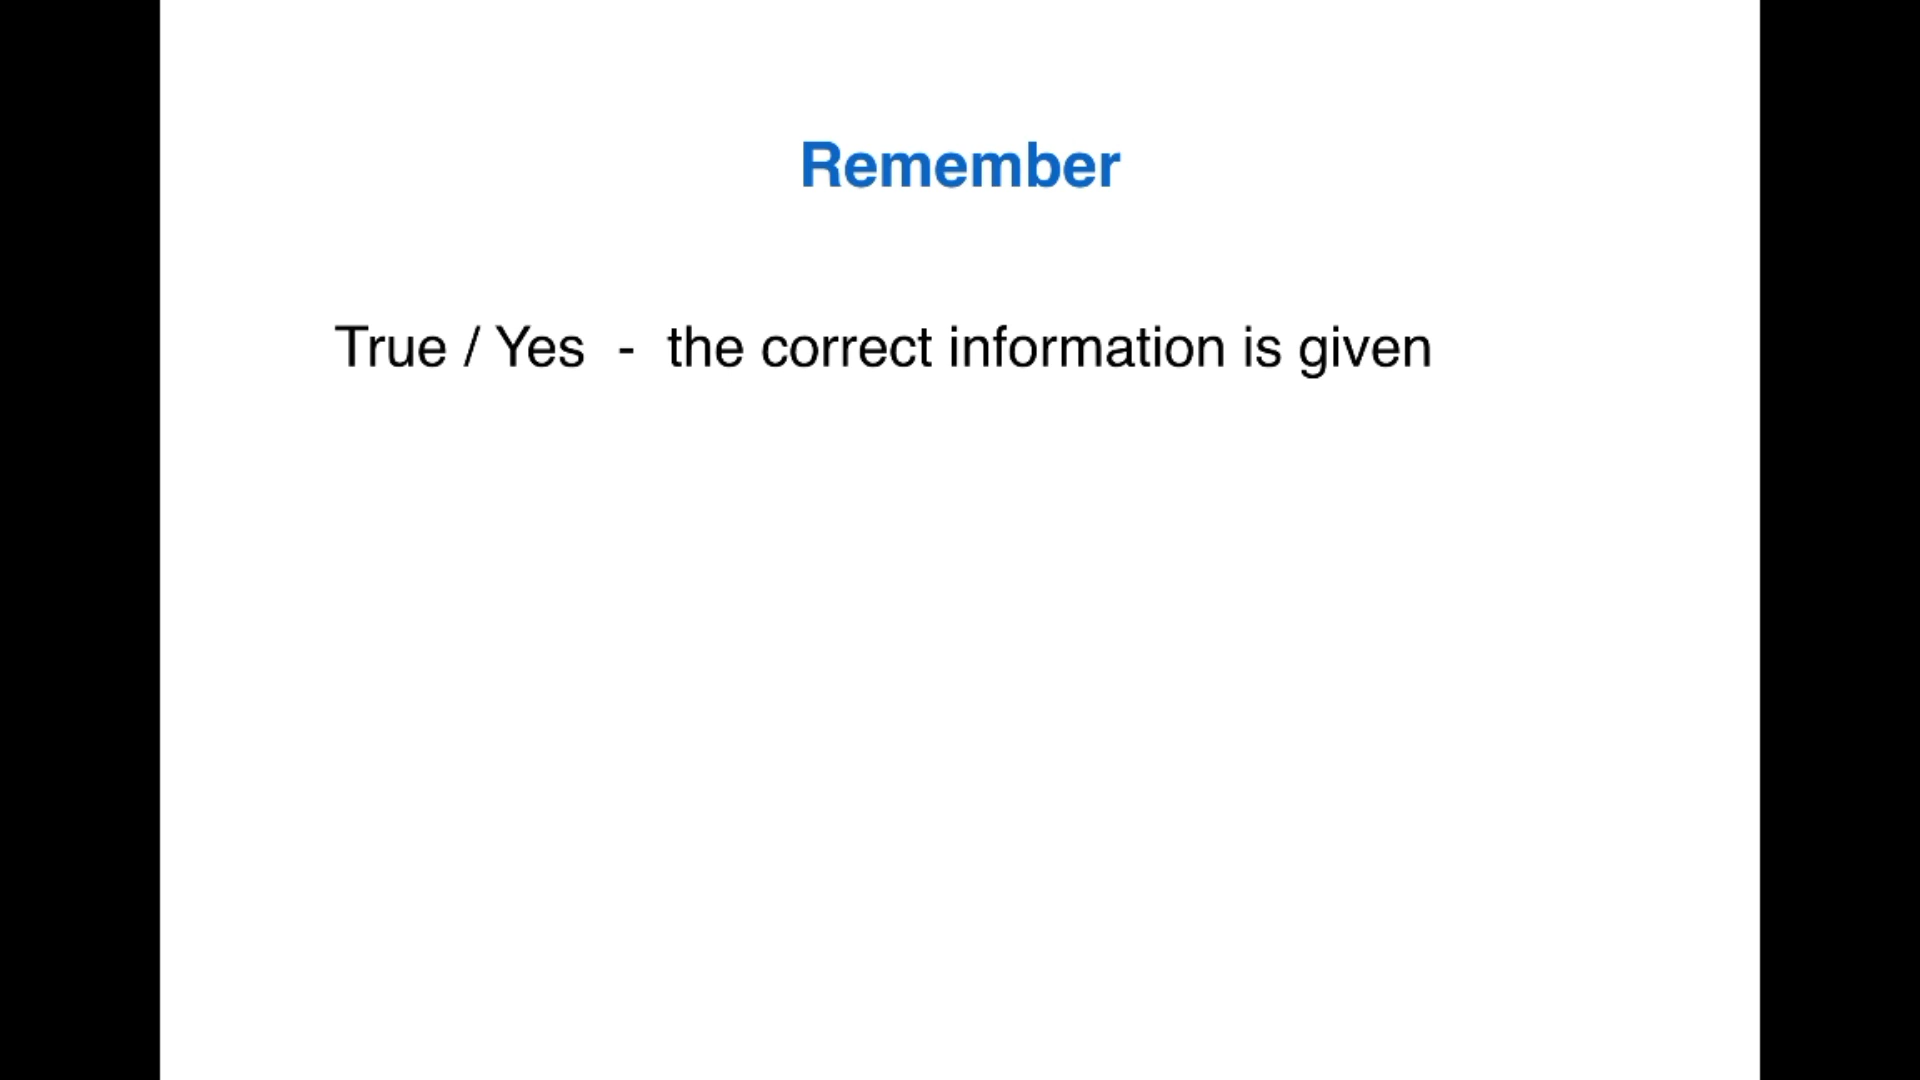 Remember
True / Yes - the correct information is given